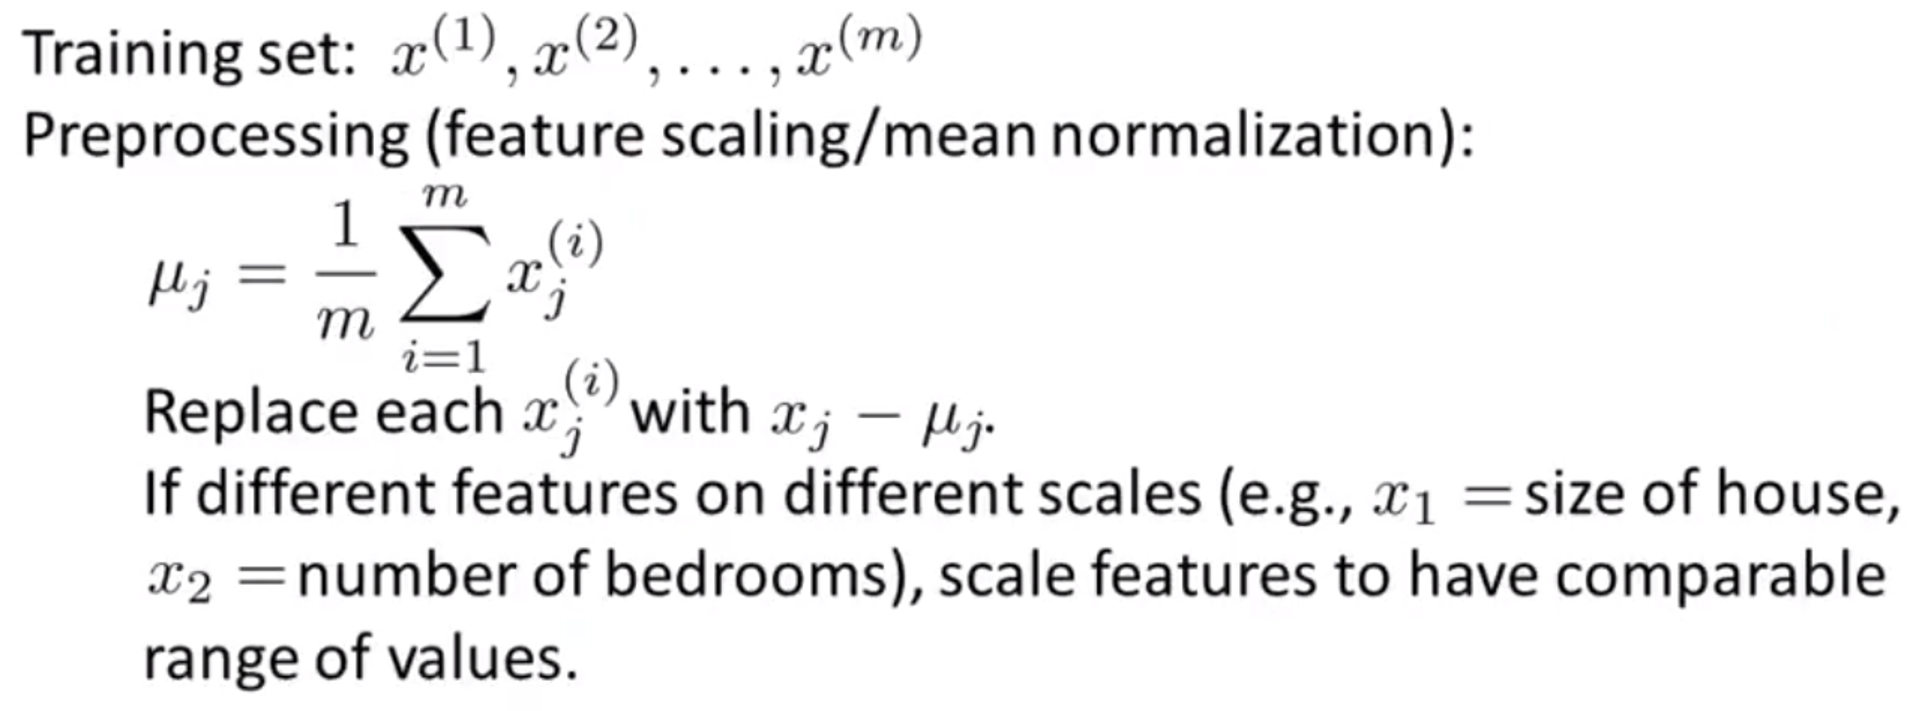 Training set: $x^{(1)}, x^{(2)}, \ldots, x^{(m)}$
Preprocessing (feature scaling/mean normalization):
$\mu_j = \frac{1}{m} \sum_{i=1}^{m} x_j^{(i)}$
Replace each $x_j^{(i)}$ with $x_j - \mu_j$.
If different features on different scales (e.g., $x_1$ = size of house,
$x_2$ = number of bedrooms), scale features to have comparable
range of values.